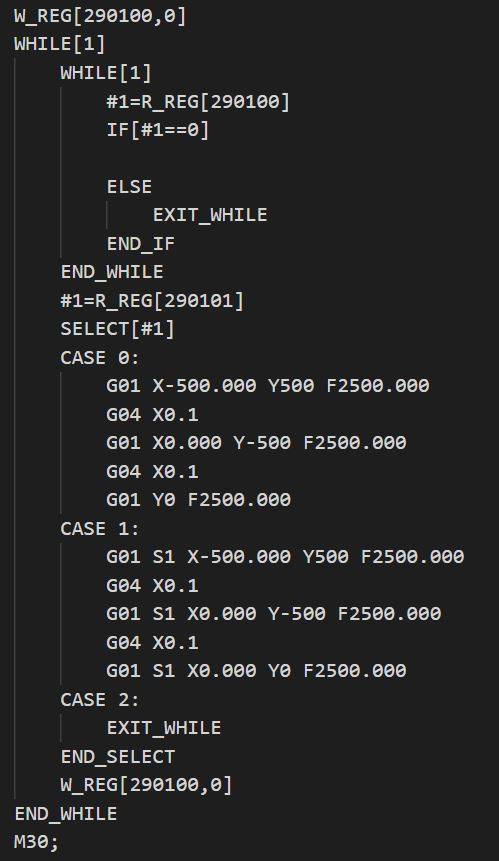 W_REG[290100,0]
WHILE[1]
WHILE[1]
#1=R_REG[290100]
IF[#1==0]
ELSE
EXIT_WHILE
END_IF
END_WHILE
#1=R_REG[290101]
SELECT[#1]
CASE 0:
G01 X-500.000 Y500 F2500.000
G04 X0.1
G01 X0.000 Y-500 F2500.000
G04 X0.1
G01 Y0 F2500.000
CASE 1:
G01 S1 X-500.000 Y500 F2500.000
G04 X0.1
G01 S1 X0.000 Y-500 F2500.000
G04 X0.1
G01 S1 X0.000 Y0 F2500.000
CASE 2:
EXIT_WHILE
END_SELECT
W_REG[290100,0]
END_WHILE
M30;